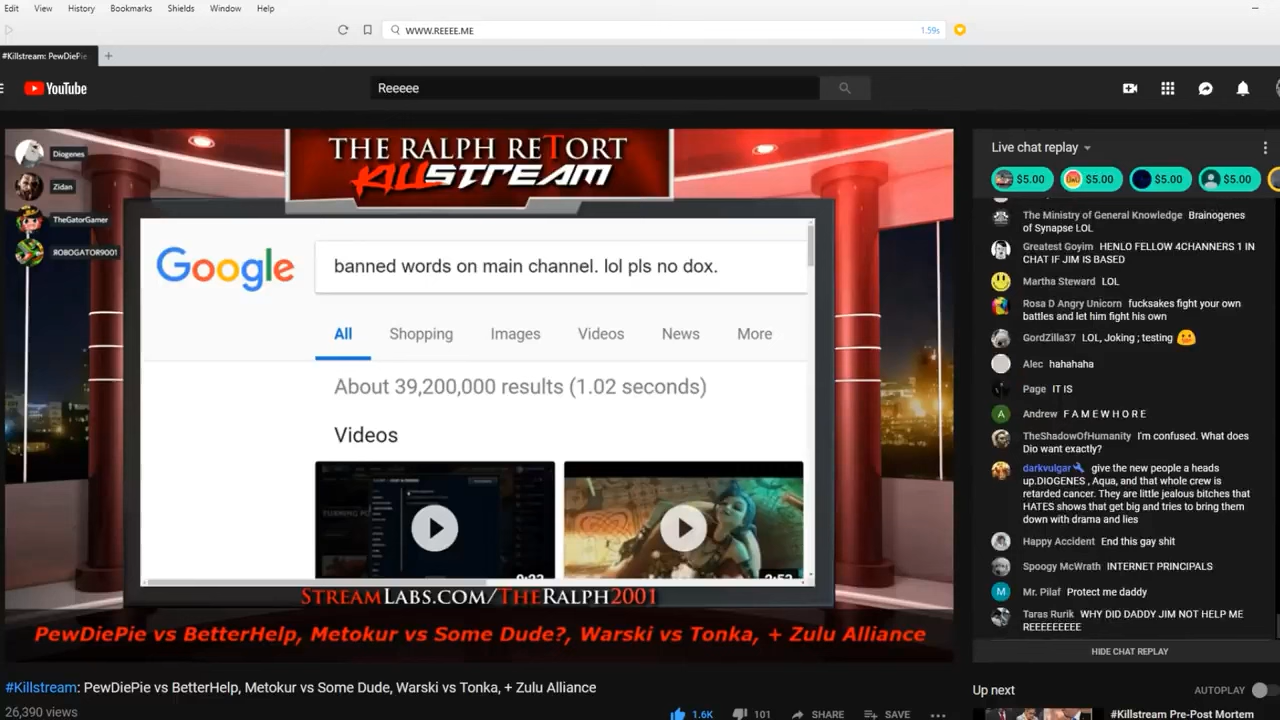 Edit View History Bookmarks Shields Window Help
WWW.REEEE.ME 1.59s
#Killstream: PewDiePie
YouTube Reeeee
Diogenes
Zidan
TheGatorGamer
ROBOGATOR9001
THE RALPH RETORT
KILLSTREAM
Google
banned words on main channel. lol pls no dox.
All Shopping Images Videos News More
About 39,200,000 results (1.02 seconds)
Videos
STREAMLABS.COM/THERALPH2001
PewDiePie vs BetterHelp, Metokur vs Some Dude?, Warski vs Tonka, + Zulu Alliance
#Killstream: PewDiePie vs BetterHelp, Metokur vs Some Dude, Warski vs Tonka, + Zulu Alliance
26,390 views
1.6K 101 SHARE SAVE
Live chat replay
$5.00 $5.00 $5.00 $5.00
The Ministry of General Knowledge Brainogenes
of Synapse LOL
Greatest Goyim HENLO FELLOW 4CHANNERS 1 IN
CHAT IF JIM IS BASED
Martha Steward LOL
Rosa D Angry Unicorn fucksakes fight your own
battles and let him fight his own
GordZilla37 LOL, Joking ; testing
Alec hahahaha
Page IT IS
Andrew F A M E W H O R E
TheShadowOfHumanity I'm confused. What does
Dio want exactly?
darkvulgar give the new people a heads
up.DIOGENES , Aqua, and that whole crew is
retarded cancer. They are little jealous bitches that
HATES shows that get big and tries to bring them
down with drama and lies
Happy Accident End this gay shit
Spoogy McWrath INTERNET PRINCIPALS
Mr. Pilaf Protect me daddy
Taras Rurik WHY DID DADDY JIM NOT HELP ME
REEEEEEEE
HIDE CHAT REPLAY
Up next AUTOPLAY
#Killstream Pre-Post Mortem